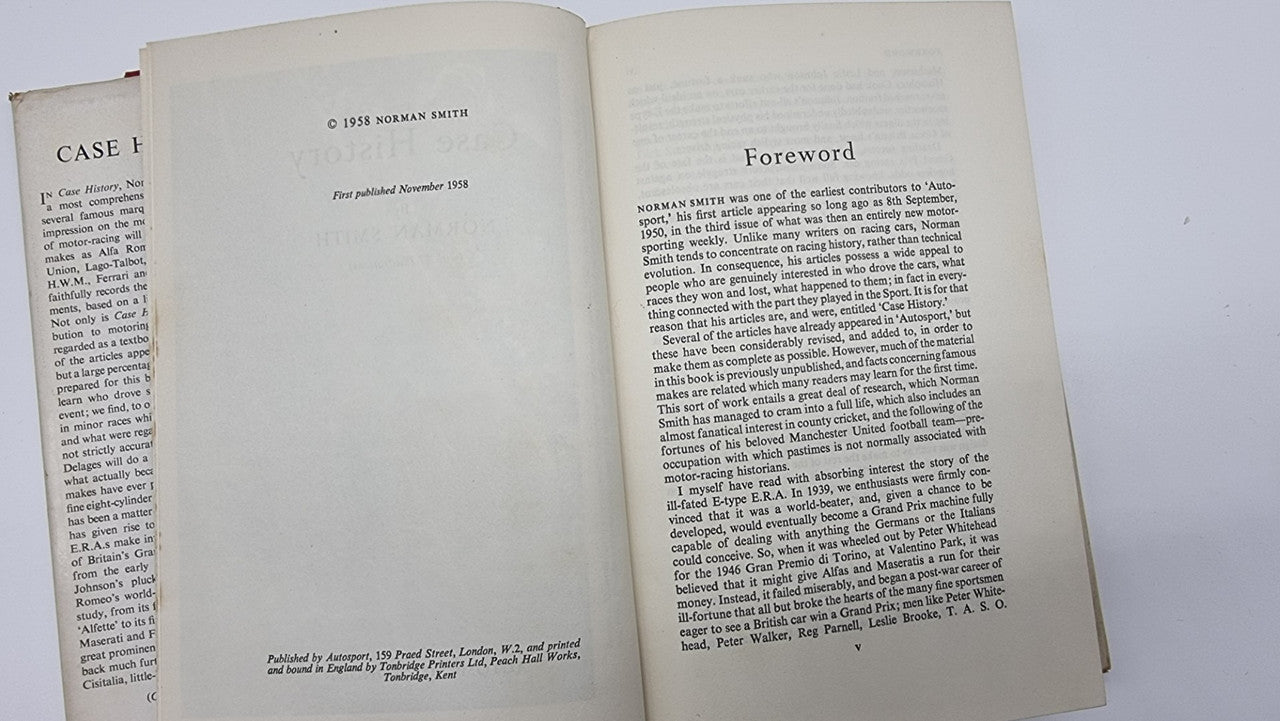 CASE H
IN Case History, Nor
a most comprehens
several famous marq
impression on the mo
of motor-racing will
makes as Alfa Rom
Union, Lago-Talbot,
H.W.M., Ferrari an
faithfully records the
ments, based on a l
Not only is Case H
bution to motoring
regarded as a textbo
of the articles appe
but a large percentag
prepared for this b
learn who drove s
event; we find, to o
in minor races whi
and what were rega
not strictly accurat
Delages will do a
what actually beca
makes have ever p
fine eight-cylinder
has been a matter
has given rise to
E.R.A.s make in
of Britain's Gra
from the early
Johnson's pluck
Romeo's world-
study, from its f
'Alfette' to its fi
Maserati and F
great prominen
back much furt
Cisitalia, little-
(C
© 1958 NORMAN SMITH
First published November 1958
Published by Autosport, 159 Praed Street, London, W.2, and printed
and bound in England by Tonbridge Printers Ltd, Peach Hall Works,
Tonbridge, Kent
Foreword
NORMAN SMITH was one of the earliest contributors to 'Auto-
sport,' his first article appearing so long ago as 8th September,
1950, in the third issue of what was then an entirely new motor-
sporting weekly. Unlike many writers on racing cars, Norman
Smith tends to concentrate on racing history, rather than technical
evolution. In consequence, his articles possess a wide appeal to
people who are genuinely interested in who drove the cars, what
races they won and lost, what happened to them; in fact in every-
thing connected with the part they played in the Sport. It is for that
reason that his articles are, and were, entitled 'Case History.'
Several of the articles have already appeared in 'Autosport,' but
these have been considerably revised, and added to, in order to
make them as complete as possible. However, much of the material
in this book is previously unpublished, and facts concerning famous
makes are related which many readers may learn for the first time.
This sort of work entails a great deal of research, which Norman
Smith has managed to cram into a full life, which also includes an
almost fanatical interest in county cricket, and the following of the
fortunes of his beloved Manchester United football team—pre-
occupation with which pastimes is not normally associated with
motor-racing historians.
I myself have read with absorbing interest the story of the
ill-fated E-type E.R.A. In 1939, we enthusiasts were firmly con-
vinced that it was a world-beater, and, given a chance to be
developed, would eventually become a Grand Prix machine fully
capable of dealing with anything the Germans or the Italians
could conceive. So, when it was wheeled out by Peter Whitehead
for the 1946 Gran Premio di Torino, at Valentino Park, it was
believed that it might give Alfas and Maseratis a run for their
money. Instead, it failed miserably, and began a post-war career of
ill-fortune that all but broke the hearts of the many fine sportsmen
eager to see a British car win a Grand Prix; men like Peter White-
head, Peter Walker, Reg Parnell, Leslie Brooke, T. A. S. O.
v